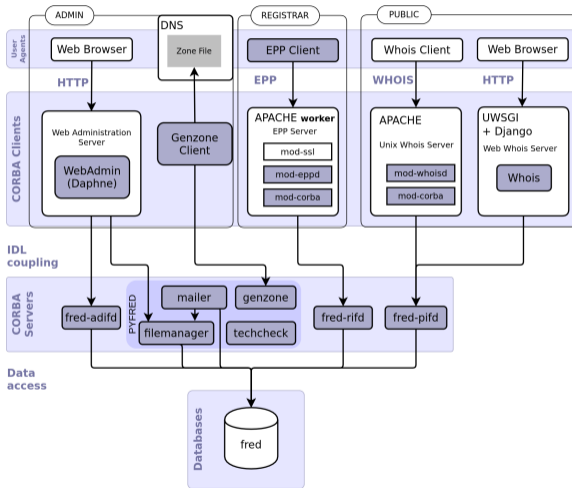 ADMIN
REGISTRAR
PUBLIC
User
Agents
Web Browser
DNS
Zone File
EPP Client
Whois Client
Web Browser
HTTP
EPP
WHOIS
HTTP
CORBA Clients
Web Administration
Server
WebAdmin
(Daphne)
Genzone
Client
APACHE worker
EPP Server
mod-ssl
mod-eppd
mod-corba
APACHE
Unix Whois Server
mod-whoisd
mod-corba
UWSGI
+ Django
Web Whois Server
Whois
IDL
coupling
CORBA
Servers
fred-adifd
PYFRED
mailer
genzone
filemanager
techcheck
fred-rifd
fred-pifd
Data
access
Databases
fred